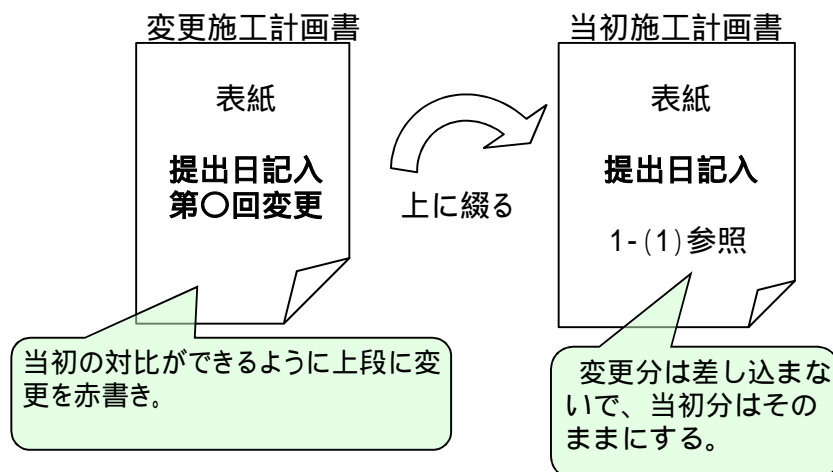 変更施工計画書
表紙
提出日記入
第〇回変更
上に綴る
当初施工計画書
表紙
提出日記入
1-(1)参照
当初の対比ができるように上段に変
更を赤書き。
変更分は差し込まな
いで、当初分はその
ままにする。